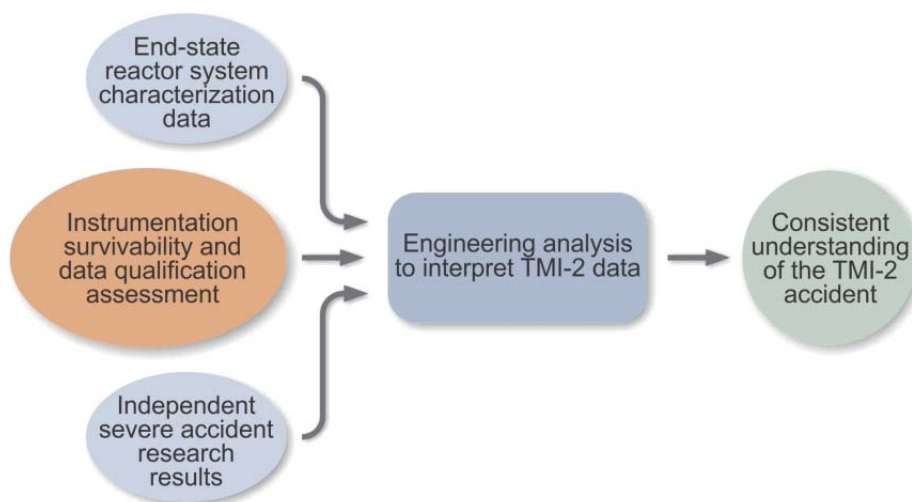 End-state
reactor system
characterization
data
Instrumentation
survivability and
data qualification
assessment
Independent
severe accident
research
results
Engineering analysis
to interpret TMI-2 data
Consistent
understanding
of the TMI-2
accident